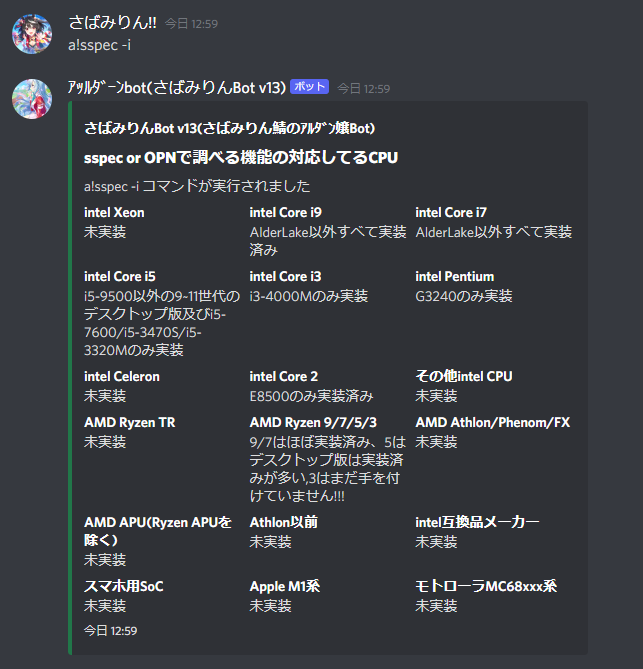 さばみりん!! 今日 12:59
a!sspec -i
ｱｯﾙﾀﾞｰﾝbot(さばみりんBot v13) ボット 今日 12:59
さばみりんBot v13(さばみりん鯖のｱﾙﾀﾞﾝ嬢Bot)
sspec or OPNで調べる機能の対応してるCPU
a!sspec -i コマンドが実行されました
intel Xeon
未実装
intel Core i9
AlderLake以外すべて実装
済み
intel Core i7
AlderLake以外すべて実装
intel Core i5
i5-9500以外の9-11世代の
デスクトップ版及びi5-
7600/i5-3470S/i5-
3320Mのみ実装
intel Core i3
i3-4000Mのみ実装
intel Pentium
G3240のみ実装
intel Celeron
未実装
intel Core 2
E8500のみ実装済み
その他intel CPU
未実装
AMD Ryzen TR
未実装
AMD Ryzen 9/7/5/3
9/7はほぼ実装済み、5は
デスクトップ版は実装済
みが多い,3はまだ手を付
けていません!!!
AMD Athlon/Phenom/FX
未実装
AMD APU(Ryzen APUを
除く)
未実装
Athlon以前
未実装
intel互換品メーカー
未実装
スマホ用SoC
未実装
Apple M1系
未実装
モトローラMC68xxx系
未実装
今日 12:59